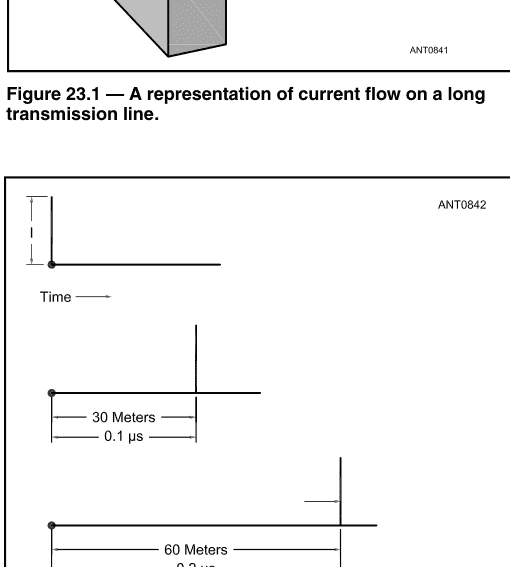 ANT0841
Figure 23.1 — A representation of current flow on a long
transmission line.
ANT0842
I
Time
30 Meters
0.1 µs
60 Meters